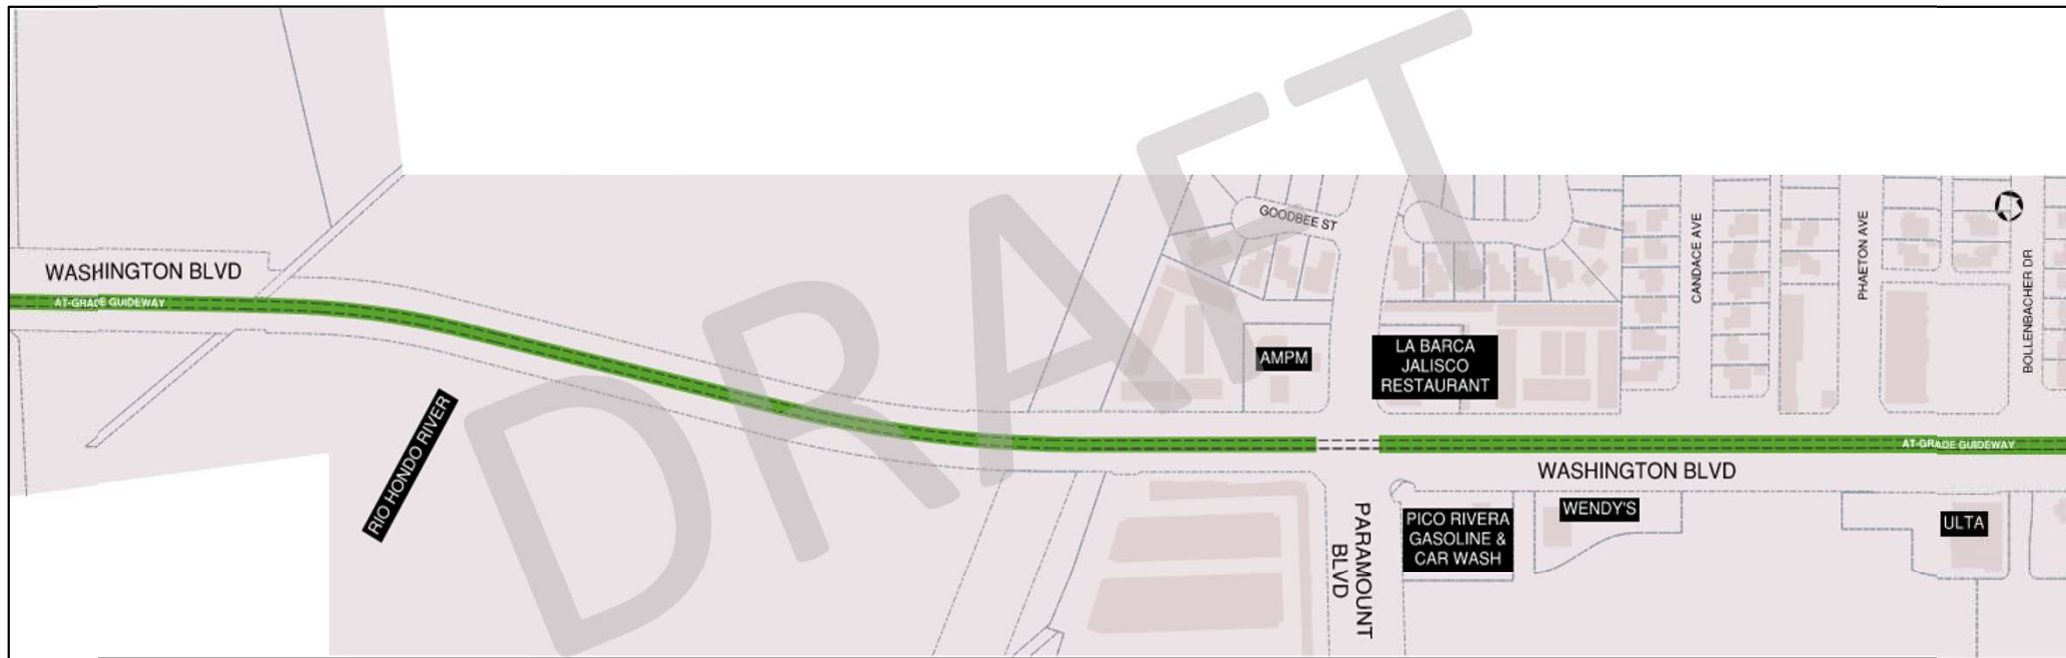 DRAFT
GOODBEE ST
CANDACE AVE
PHAETON AVE
BOLLENBACHER DR
WASHINGTON BLVD
AT-GRADE GUIDEWAY
AMPM
LA BARCA
JALISCO
RESTAURANT
RIO HONDO RIVER
AT-GRADE GUIDEWAY
WASHINGTON BLVD
PARAMOUNT
BLVD
PICO RIVERA
GASOLINE &
CAR WASH
WENDY'S
ULTA